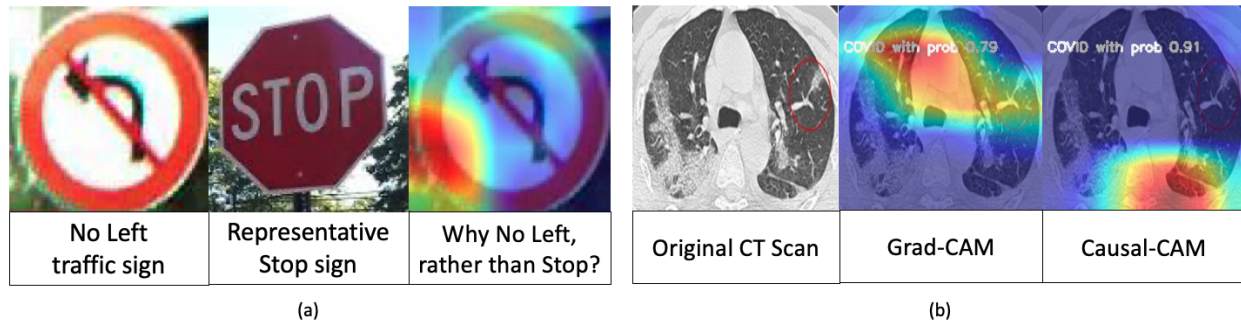 STOP
COVID with prob 0.79
COVID with prob 0.91
No Left
traffic sign
Representative
Stop sign
Why No Left,
rather than Stop?
Original CT Scan
Grad-CAM
Causal-CAM
(a)
(b)